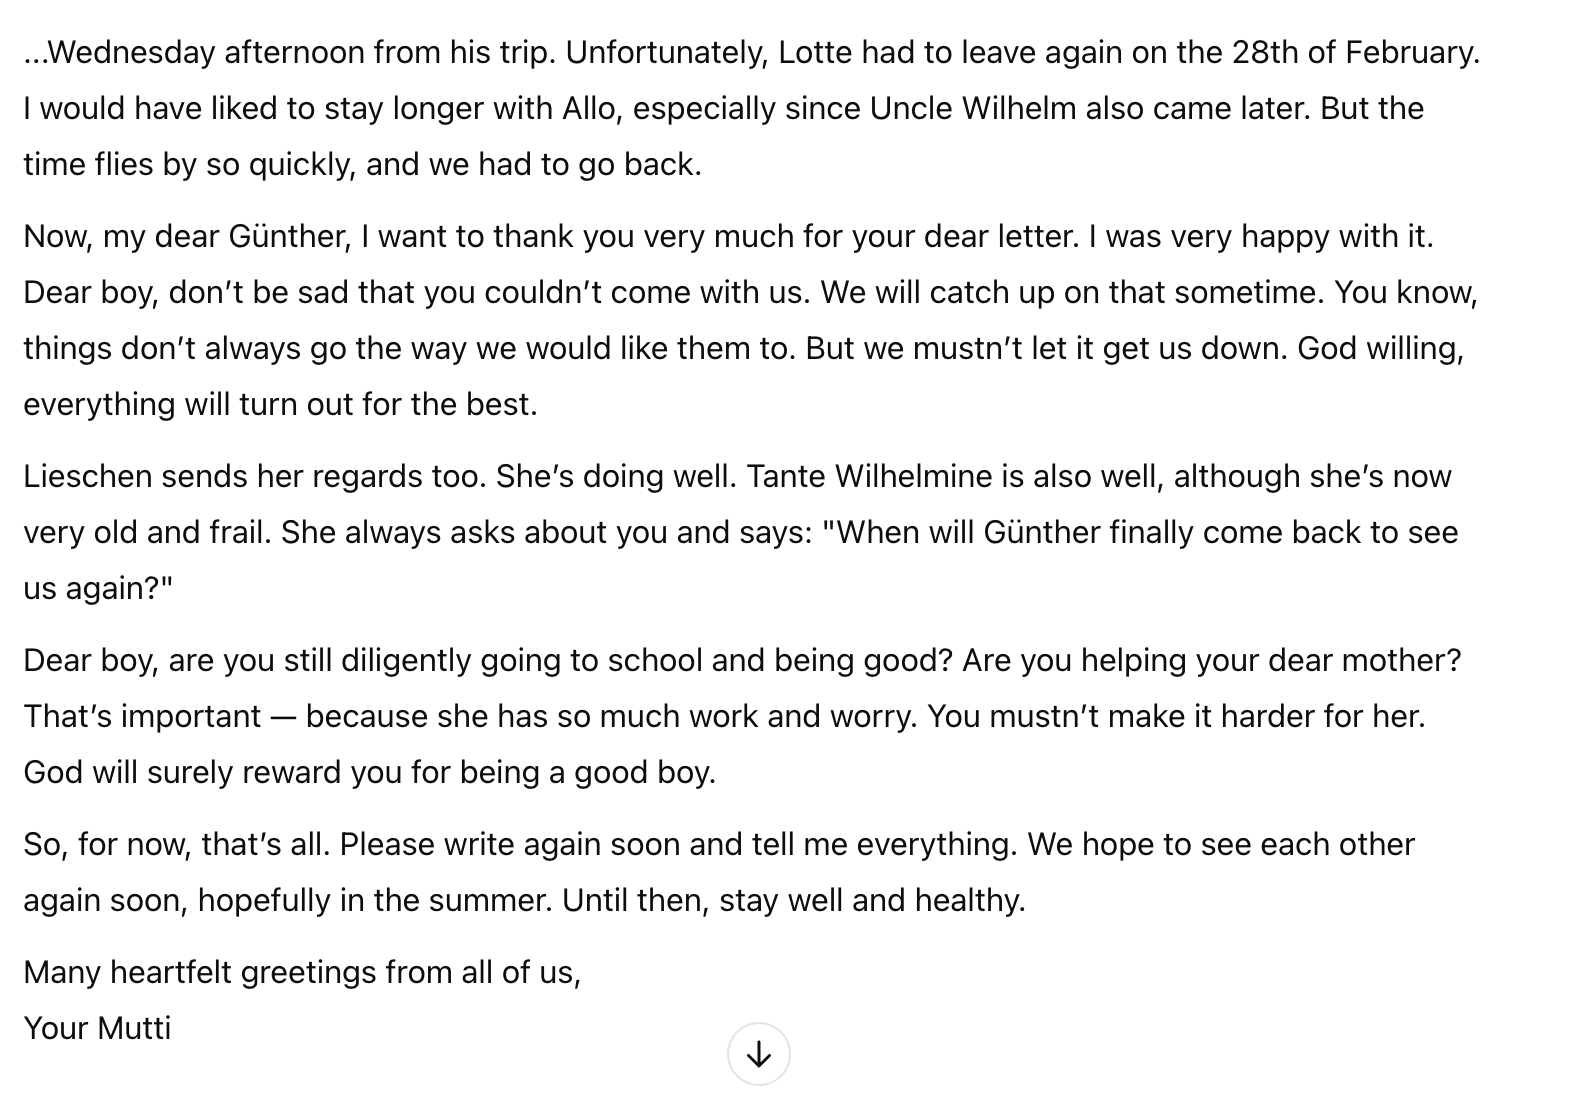 ...Wednesday afternoon from his trip. Unfortunately, Lotte had to leave again on the 28th of February.
I would have liked to stay longer with Allo, especially since Uncle Wilhelm also came later. But the
time flies by so quickly, and we had to go back.
Now, my dear Günther, I want to thank you very much for your dear letter. I was very happy with it.
Dear boy, don’t be sad that you couldn’t come with us. We will catch up on that sometime. You know,
things don’t always go the way we would like them to. But we mustn’t let it get us down. God willing,
everything will turn out for the best.
Lieschen sends her regards too. She’s doing well. Tante Wilhelmine is also well, although she’s now
very old and frail. She always asks about you and says: "When will Günther finally come back to see
us again?"
Dear boy, are you still diligently going to school and being good? Are you helping your dear mother?
That’s important — because she has so much work and worry. You mustn’t make it harder for her.
God will surely reward you for being a good boy.
So, for now, that’s all. Please write again soon and tell me everything. We hope to see each other
again soon, hopefully in the summer. Until then, stay well and healthy.
Many heartfelt greetings from all of us,
Your Mutti